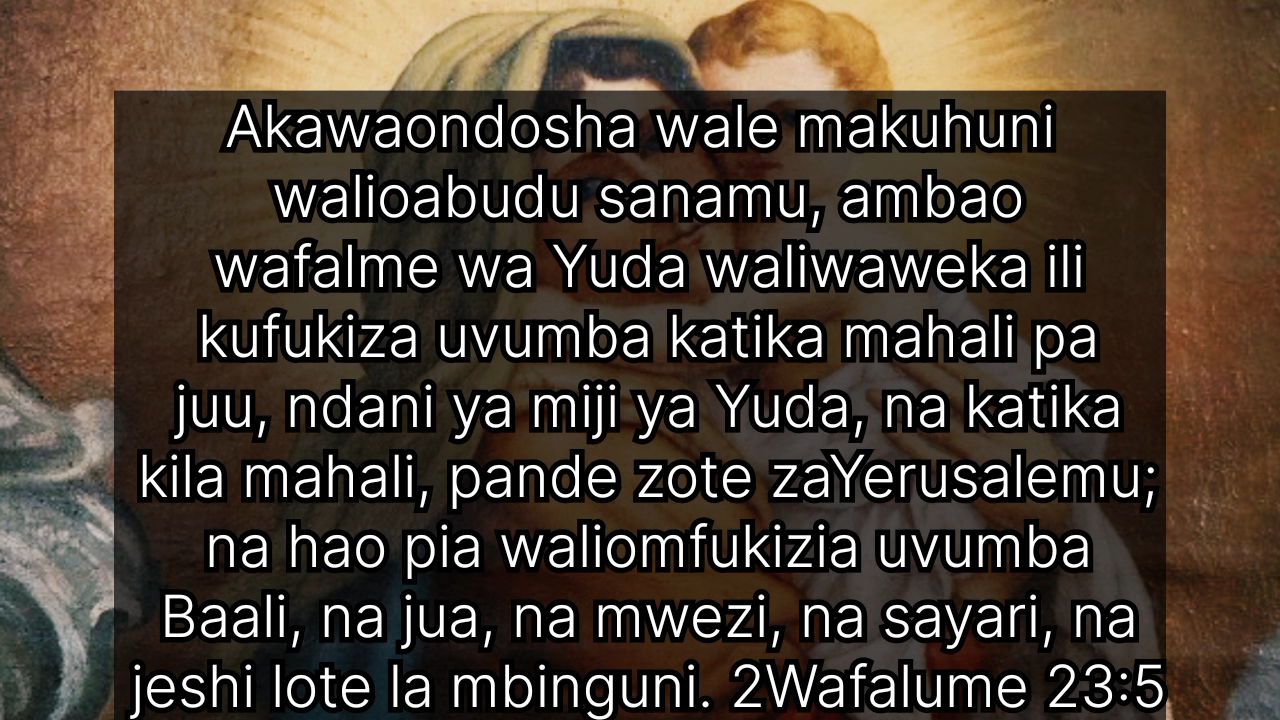 Akawaondosha wale makuhuni
walioabudu sanamu, ambao
wafalme wa Yuda waliwaweka ili
kufukiza uvumba katika mahali pa
juu, ndani ya miji ya Yuda, na katika
kila mahali, pande zote zaYerusalemu;
na hao pia waliomfukizia uvumba
Baali, na jua, na mwezi, na sayari, na
jeshi lote la mbinguni. 2Wafalume 23:5